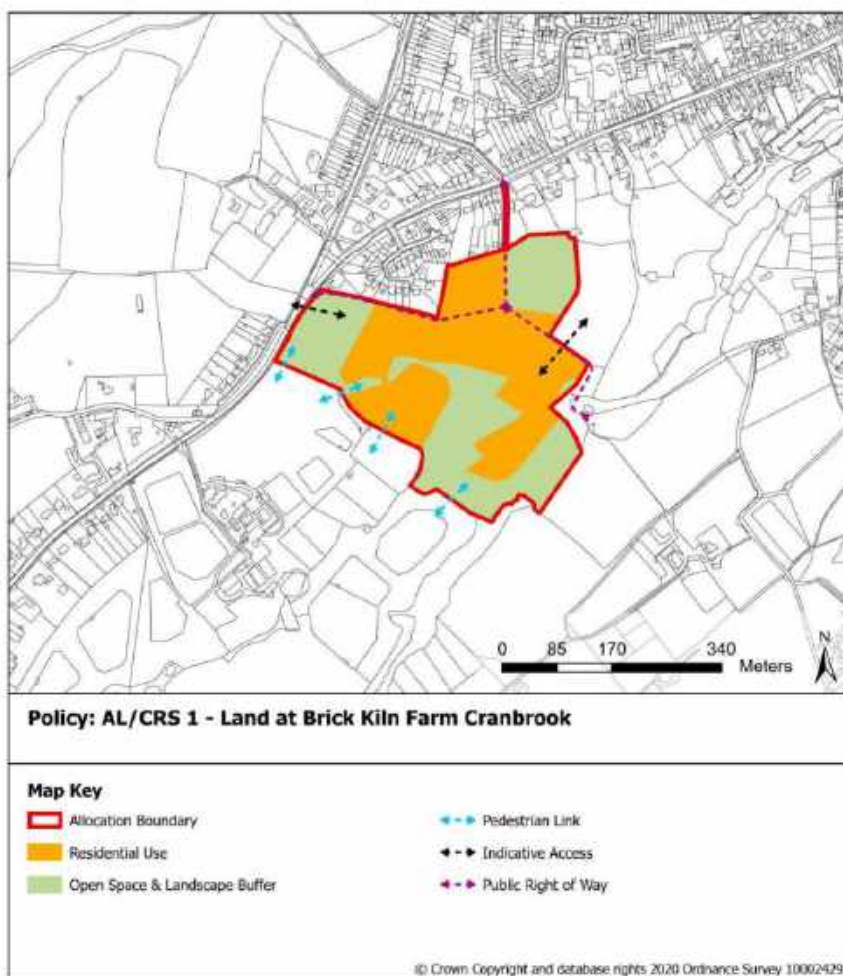 N
0 85 170 340
Meters
Policy: AL/CRS 1 - Land at Brick Kiln Farm Cranbrook
Map Key
Allocation Boundary
Residential Use
Open Space & Landscape Buffer
Pedestrian Link
Indicative Access
Public Right of Way
© Crown Copyright and database rights 2020 Ordnance Survey 10002429